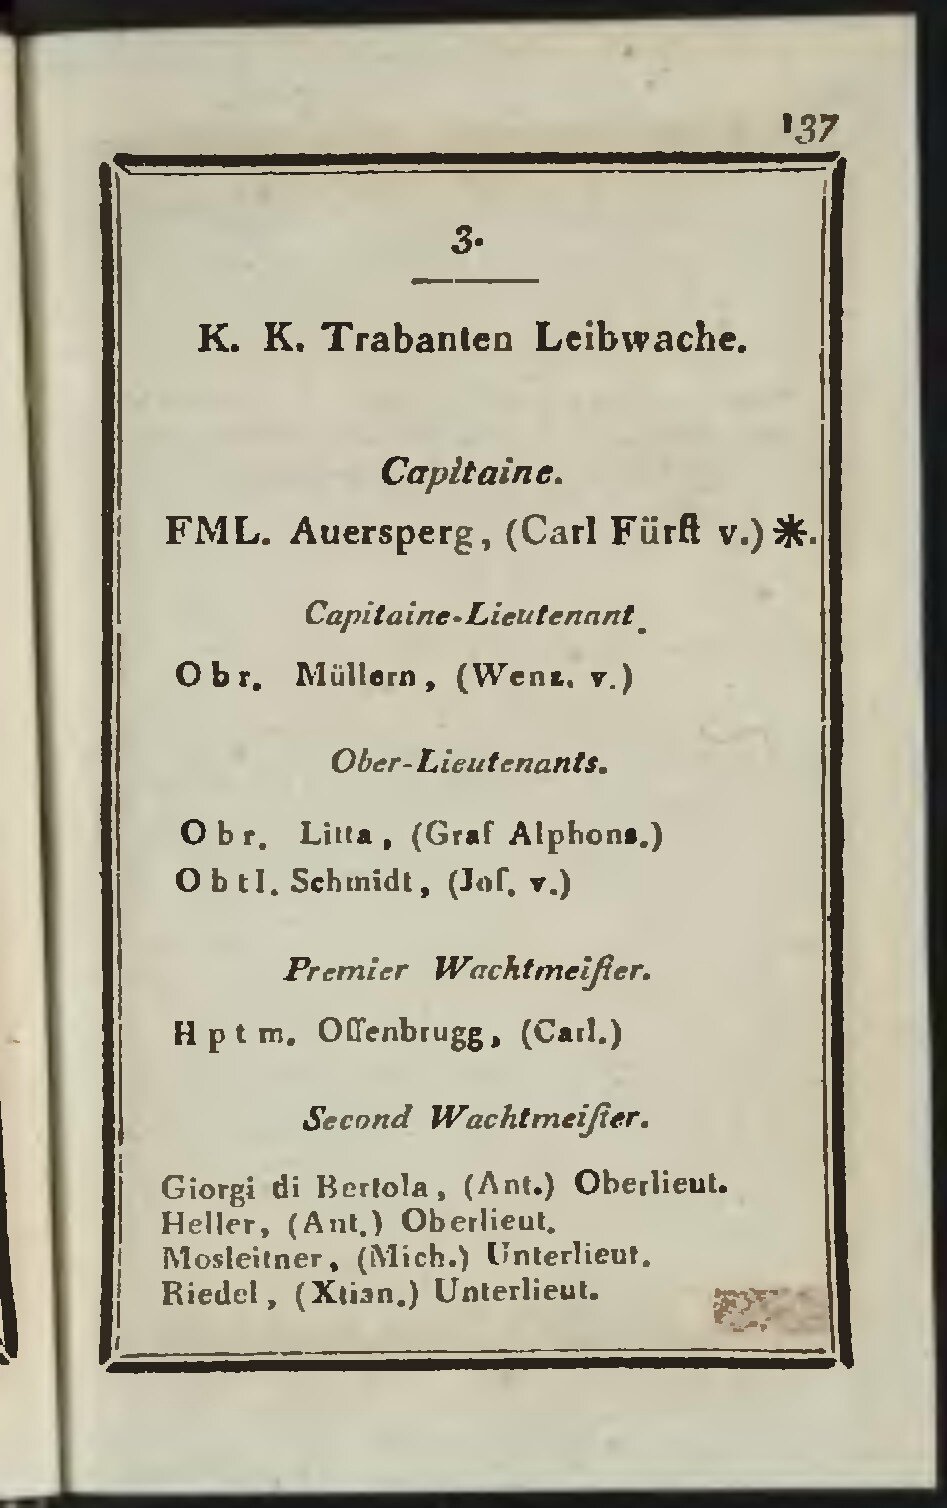 137
3.
K. K. Trabanten Leibwache.
Capitaine.
FML. Auersperg, (Carl Fürſt v.) *.
Capitaine-Lieutenant.
Obr. Müllern, (Wenz. v.)
Ober-Lieutenants.
Obr. Litta, (Graf Alphons.)
Obtl. Schmidt, (Joſ. v.)
Premier Wachtmeiſter.
Hptm. Offenbrugg, (Carl.)
Second Wachtmeiſter.
Giorgi di Bertola, (Ant.) Oberlieut.
Heller, (Ant.) Oberlieut.
Mosleitner, (Mich.) Unterlieut.
Riedel, (Xtian.) Unterlieut.